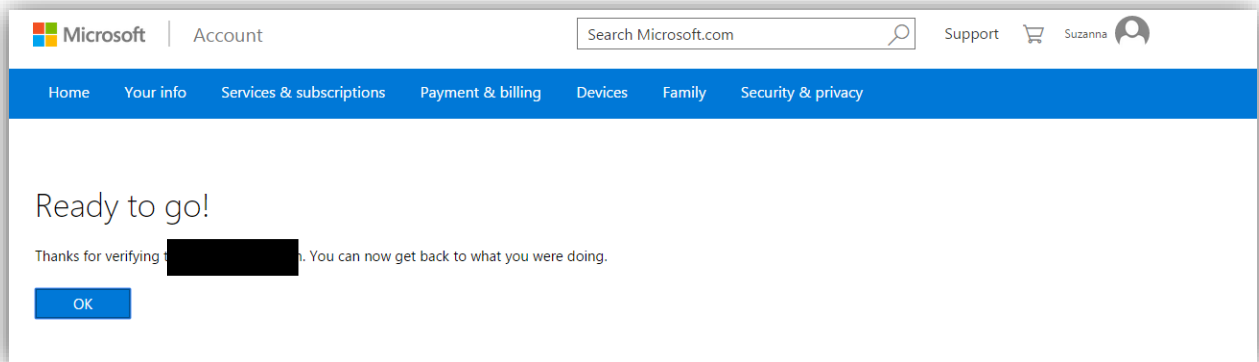 Microsoft Account Search Microsoft.com Support Suzanna
Home Your info Services & subscriptions Payment & billing Devices Family Security & privacy
Ready to go!
Thanks for verifying . You can now get back to what you were doing.
OK